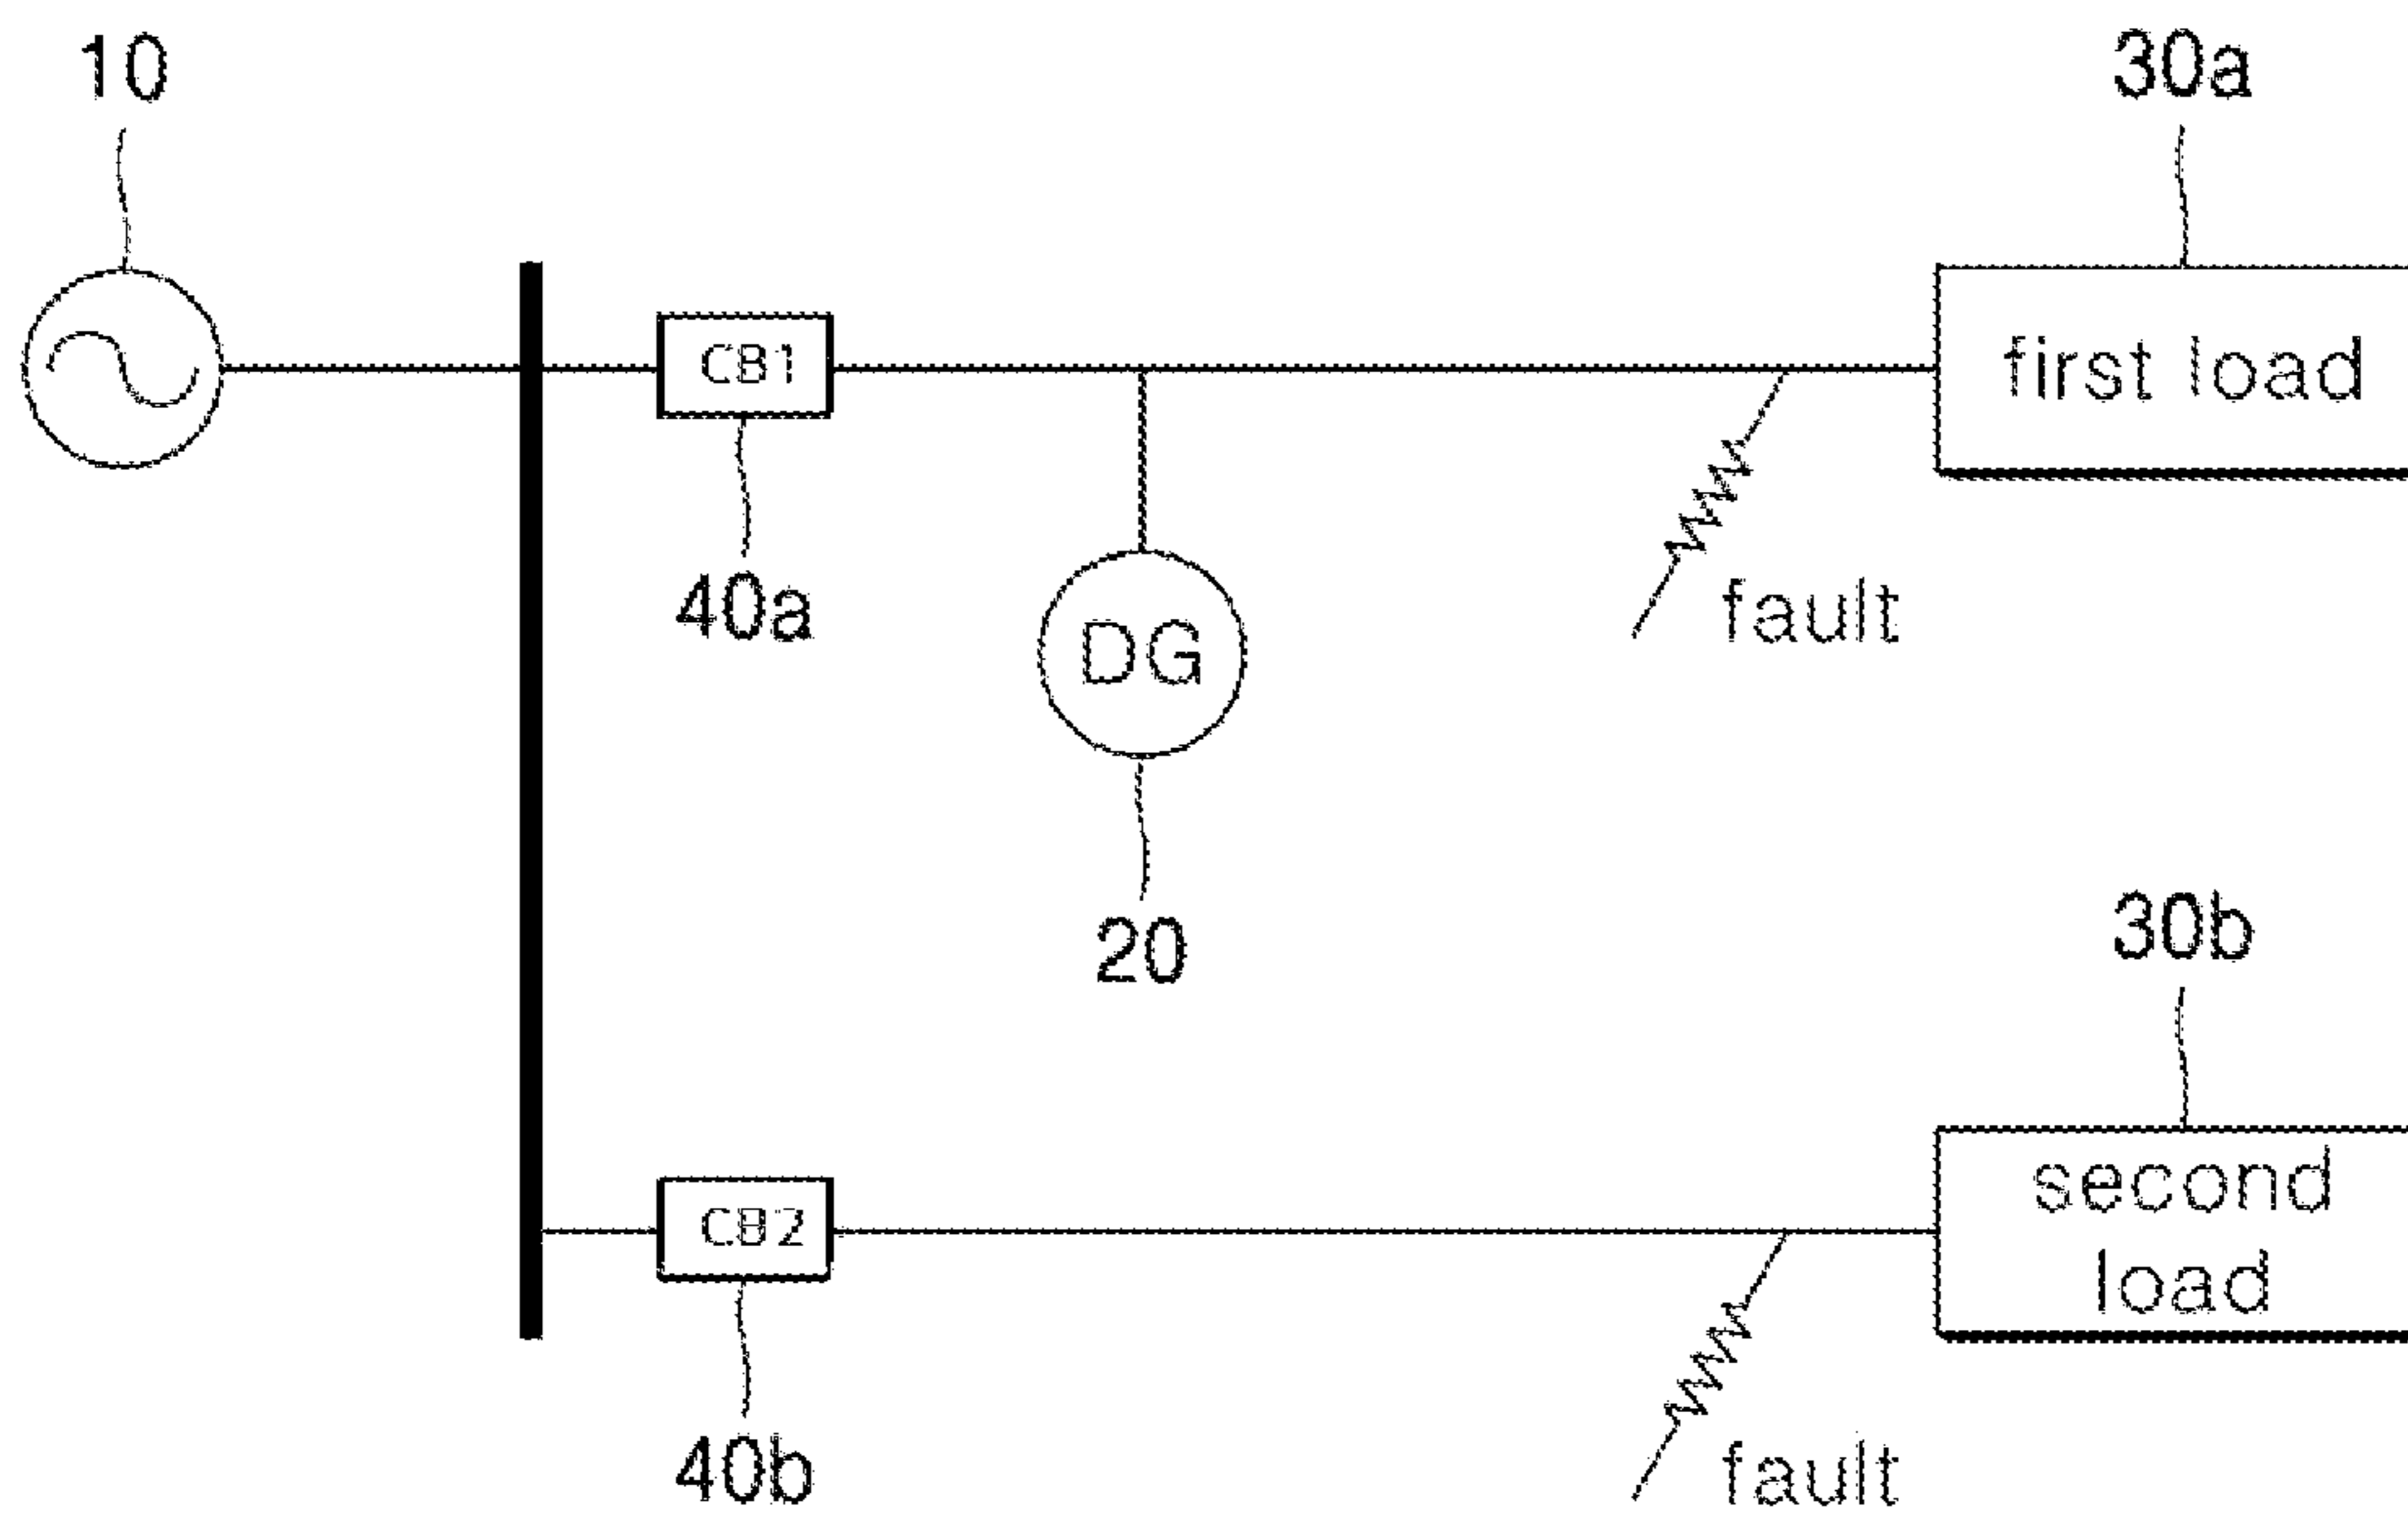 10
30a
CB1
first load
40a
fault
DG
20
30b
CB2
second
load
40b
fault